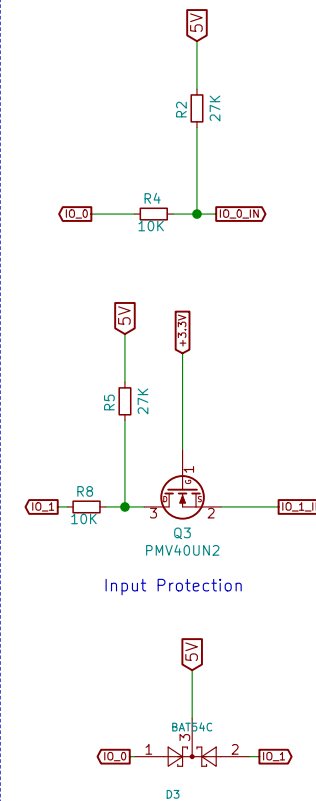 5V
R2
27K
R4
IO_0
IO_0_IN
10K
5V
+3.3V
R5
27K
1
G
R8
IO_1
D
S
IO_1_I
10K
3
2
Q3
PMV40UN2
Input Protection
5V
BAT54C
3
IO_0
1
2
IO_1
D3